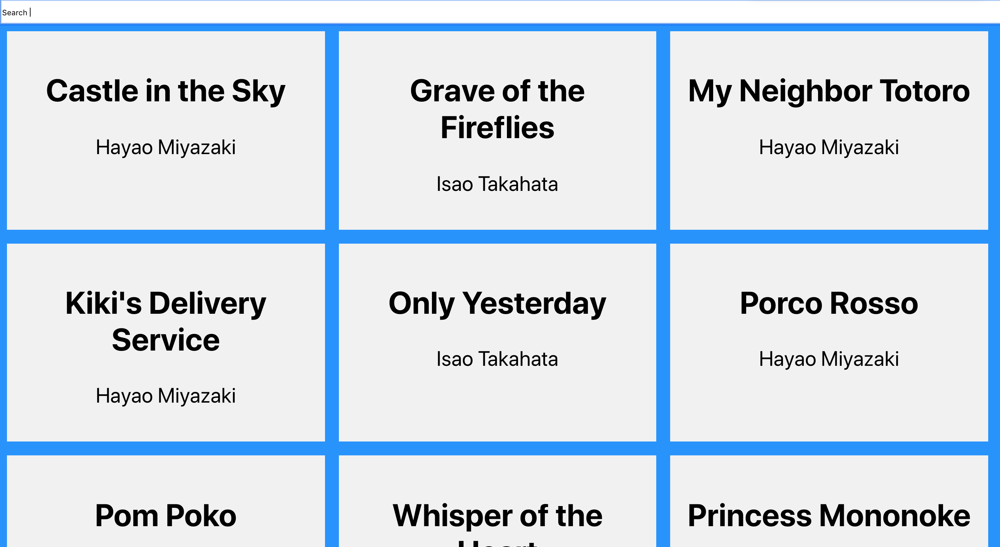 Search
Castle in the Sky
Hayao Miyazaki
Grave of the
Fireflies
Isao Takahata
My Neighbor Totoro
Hayao Miyazaki
Kiki's Delivery
Service
Hayao Miyazaki
Only Yesterday
Isao Takahata
Porco Rosso
Hayao Miyazaki
Pom Poko
Whisper of the
Heart
Princess Mononoke